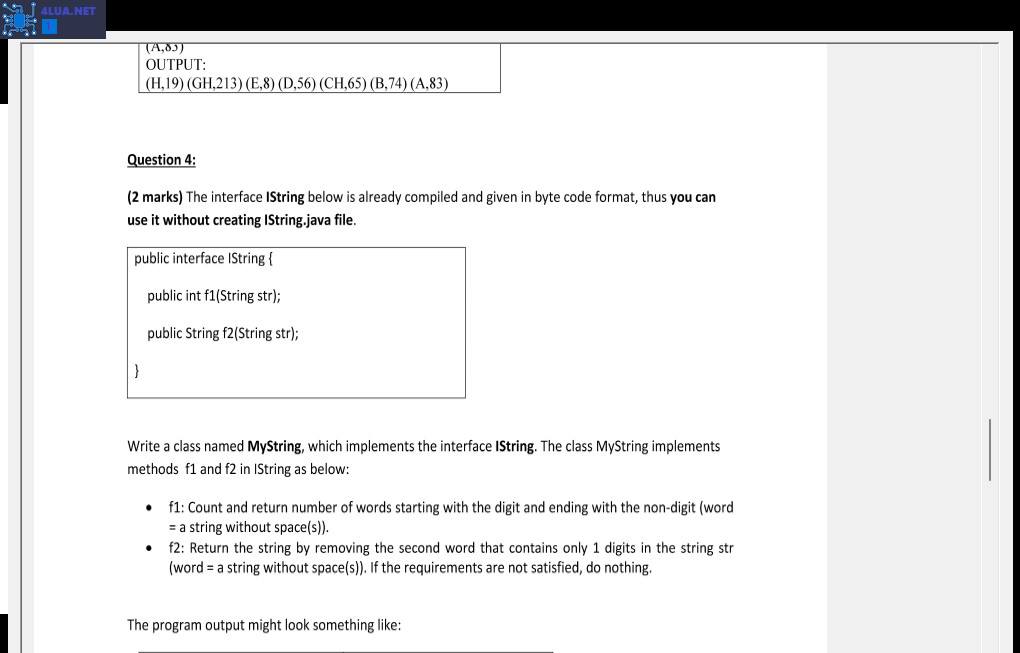 4LUA.NET
(A,83)
OUTPUT:
(H,19) (GH,213) (E,8) (D,56) (CH,65) (B,74) (A,83)
Question 4:
(2 marks) The interface IString below is already compiled and given in byte code format, thus you can
use it without creating IString.java file.
public interface IString {
public int f1(String str);
public String f2(String str);
}
Write a class named MyString, which implements the interface IString. The class MyString implements
methods f1 and f2 in IString as below:
• f1: Count and return number of words starting with the digit and ending with the non-digit (word
= a string without space(s)).
• f2: Return the string by removing the second word that contains only 1 digits in the string str
(word = a string without space(s)). If the requirements are not satisfied, do nothing.
The program output might look something like: